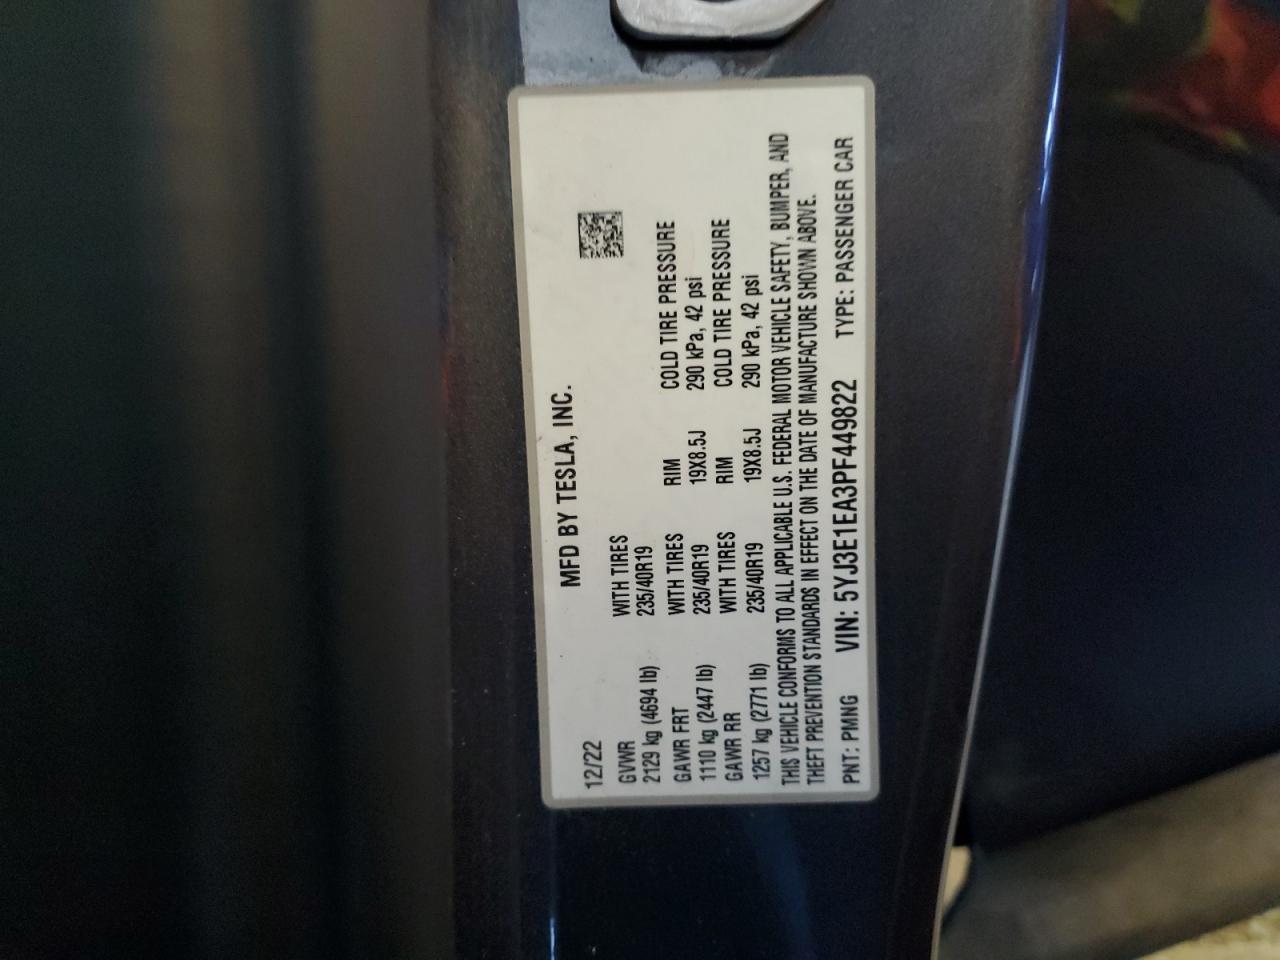 MFD BY TESLA, INC.
12/22
GVWR WITH TIRES
2129 kg (4694 lb) 235/40R19
GAWR FRT WITH TIRES RIM COLD TIRE PRESSURE
1110 kg (2447 lb) 235/40R19 19X8.5J 290 kPa, 42 psi
GAWR RR WITH TIRES RIM COLD TIRE PRESSURE
1257 kg (2771 lb) 235/40R19 19X8.5J 290 kPa, 42 psi
THIS VEHICLE CONFORMS TO ALL APPLICABLE U.S. FEDERAL MOTOR VEHICLE SAFETY, BUMPER, AND
THEFT PREVENTION STANDARDS IN EFFECT ON THE DATE OF MANUFACTURE SHOWN ABOVE.
PNT: PMNG VIN: 5YJ3E1EA3PF449822 TYPE: PASSENGER CAR